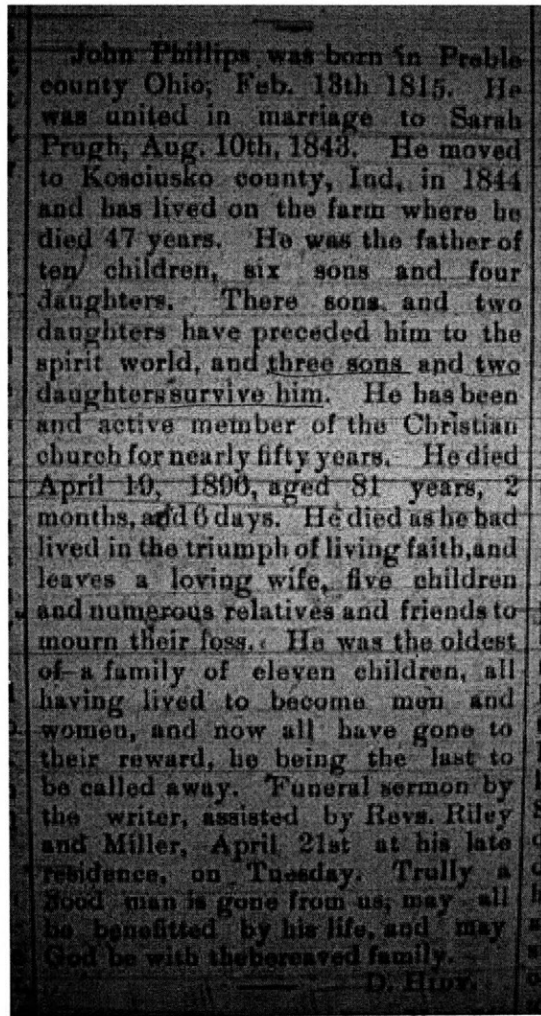 John Phillips was born in Preble
county Ohio, Feb. 13th 1815. He
was united in marriage to Sarah
Prugh, Aug. 10th, 1843. He moved
to Kosciusko county, Ind, in 1844
and has lived on the farm where he
died 47 years. He was the father of
ten children, six sons and four
daughters. There sons and two
daughters have preceded him to the
spirit world, and three sons and two
daughters survive him. He has been
and active member of the Christian
church for nearly fifty years. He died
April 19, 1896, aged 81 years, 2
months, and 6 days. He died as he had
lived in the triumph of living faith, and
leaves a loving wife, five children
and numerous relatives and friends to
mourn their foss. He was the oldest
of a family of eleven children, all
having lived to become men and
women, and now all have gone to
their reward, he being the last to
be called away. Funeral sermon by
the writer, assisted by Revs. Riley
and Miller, April 21st at his late
residence, on Tuesday. Trully a
good man is gone from us, may all
be benefitted by his life, and may
God be with thebereaved family.
D. Hidy.